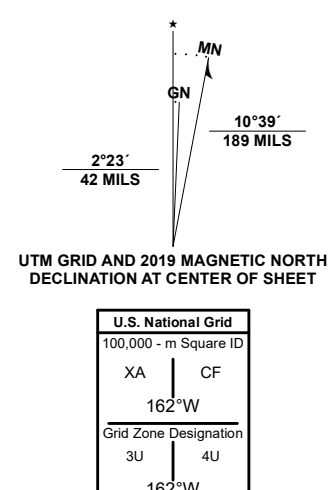 ★
MN
GN
10°39´
189 MILS
2°23´
42 MILS
UTM GRID AND 2019 MAGNETIC NORTH
DECLINATION AT CENTER OF SHEET
U.S. National Grid
100,000 - m Square ID
XA CF
162°W
Grid Zone Designation
3U 4U
162°W